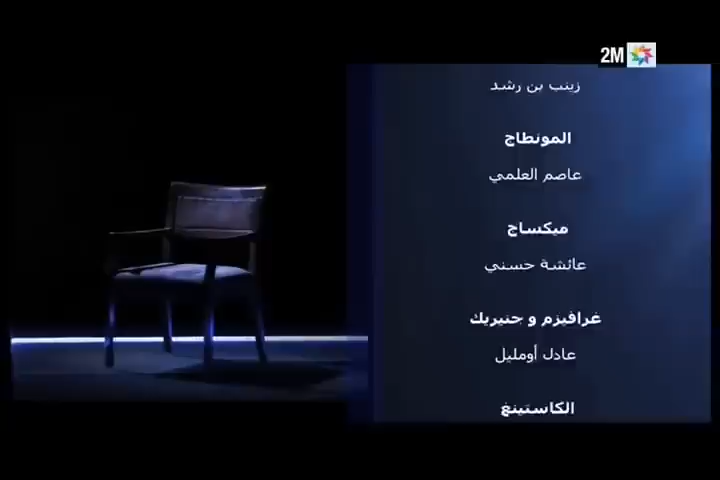 2M
زينب بن رشد
المونطاج
عاصم العلمي
ميكساج
عائشة حسني
غرافيزم و جنيريك
عادل أومليل
الكاستينغ